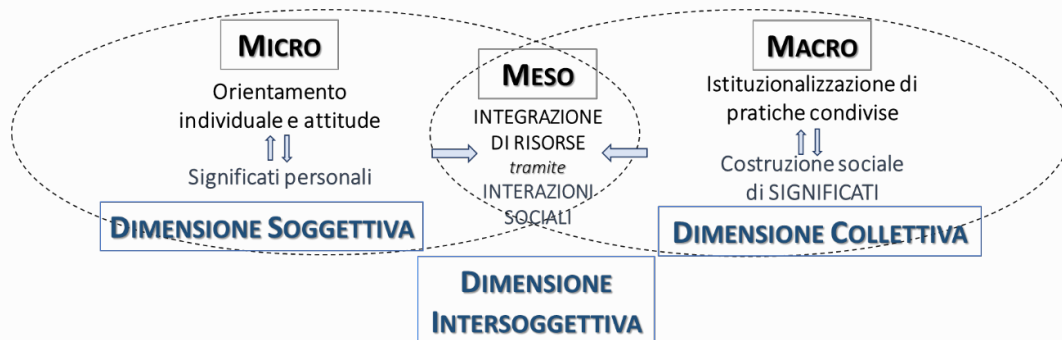 MICRO
Orientamento
individuale e attitude
Significati personali
DIMENSIONE SOGGETTIVA
MESO
INTEGRAZIONE
DI RISORSE
tramite
INTERAZIONI
SOCIALI
DIMENSIONE
INTERSOGGETTIVA
MACRO
Istituzionalizzazione di
pratiche condivise
Costruzione sociale
di SIGNIFICATI
DIMENSIONE COLLETTIVA